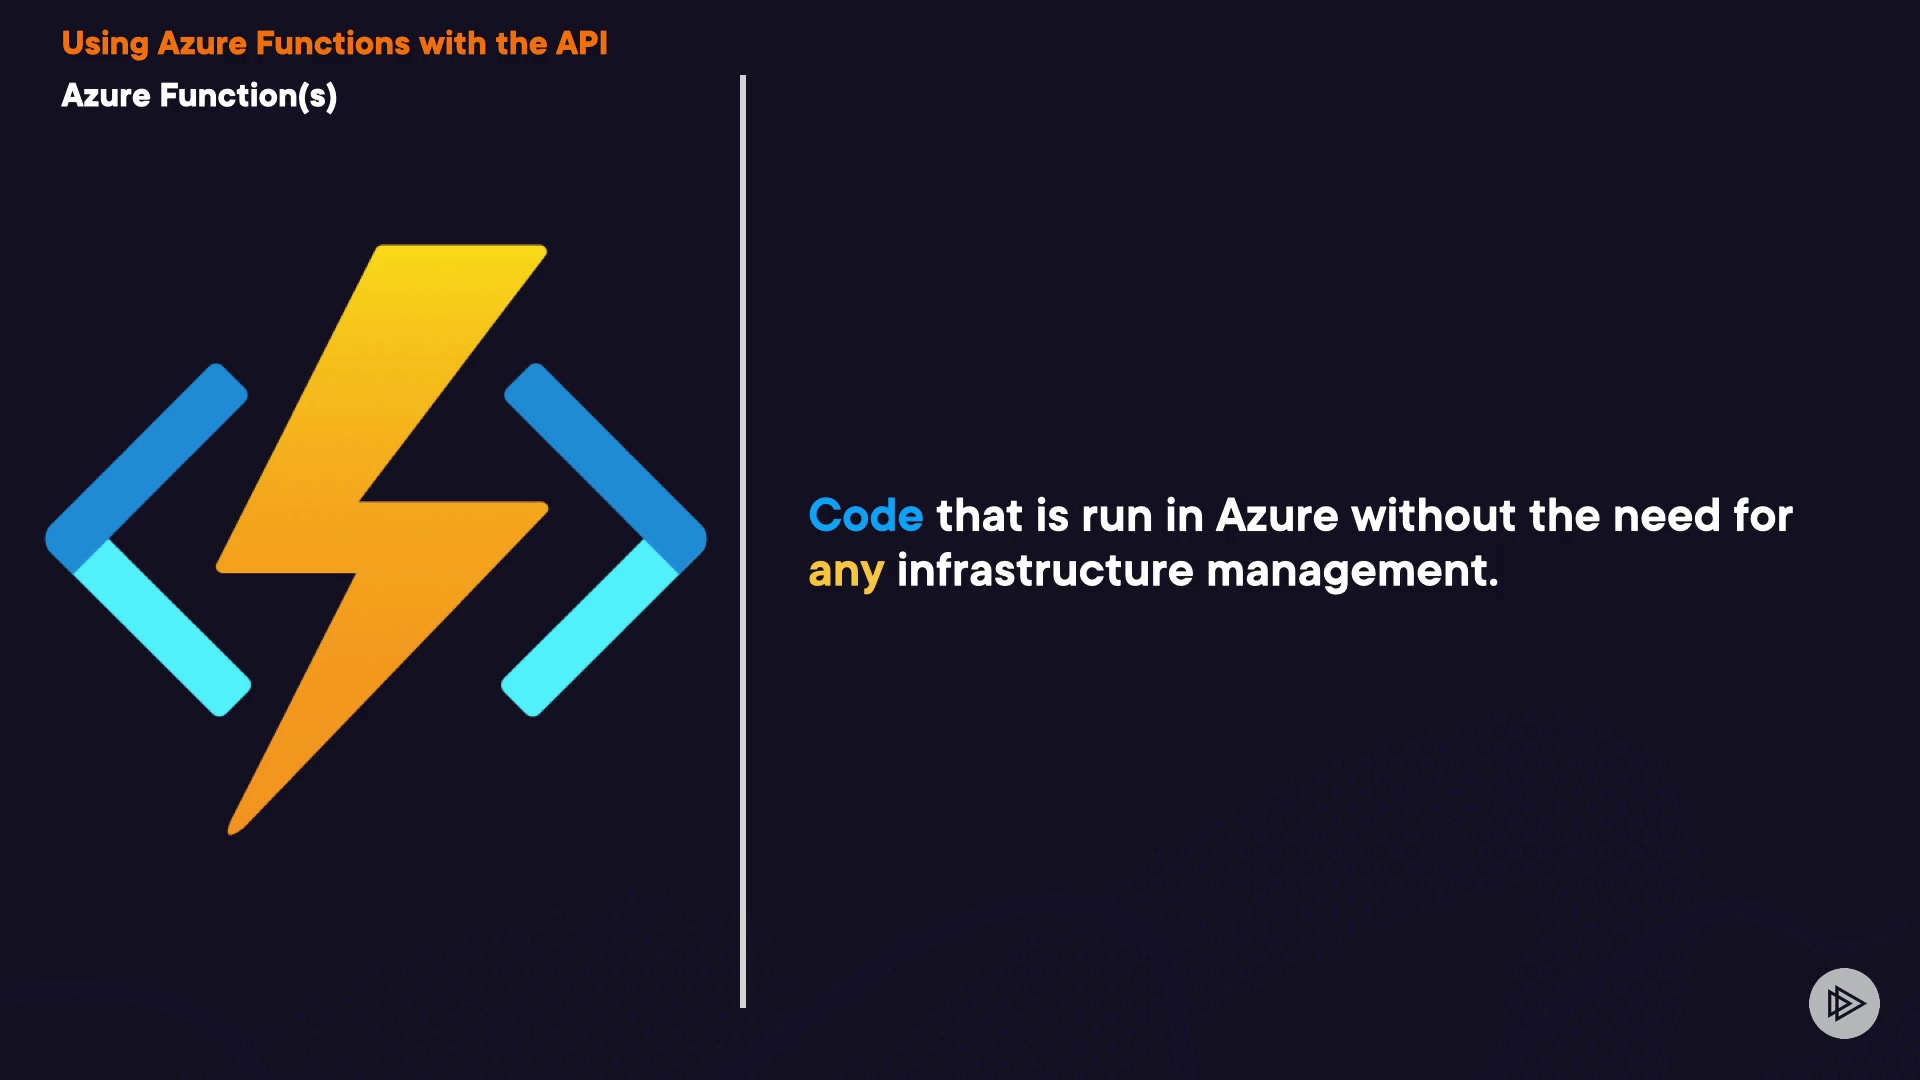 Using Azure Functions with the API
Azure Function(s)
Code that is run in Azure without the need for
any infrastructure management.